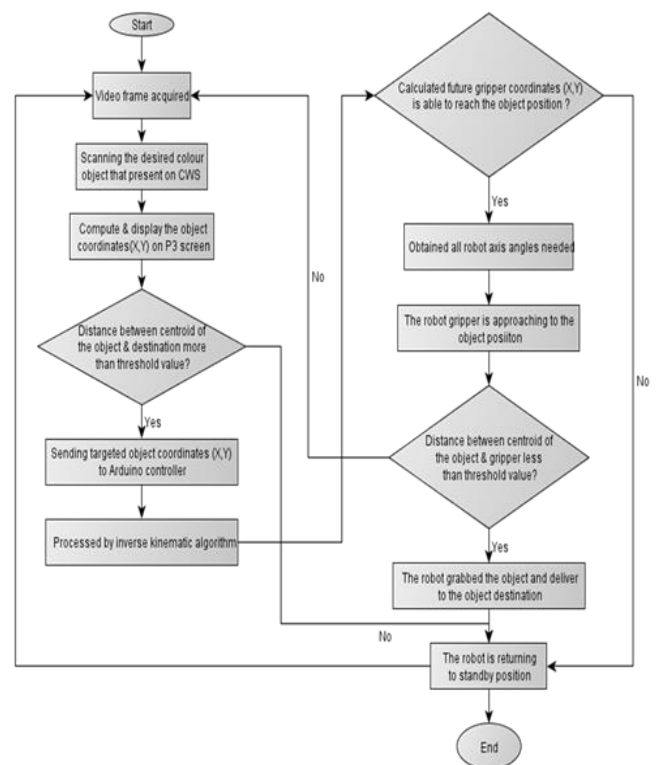 Start
Video frame acquired
Scanning the desired colour
object that present on CWS
Compute & display the object
coordinates(X,Y) on P3 screen
Distance between centroid of
the object & destination more
than threshold value?
Yes
Sending targeted object coordinates (X,Y)
to Arduino controller
Processed by inverse kinematic algorithm
No
Calculated future gripper coordinates (X,Y)
is able to reach the object position ?
Yes
No
Obtained all robot axis angles needed
The robot gripper is approaching to the
object posiiton
Distance between centroid of
the object & gripper less
than threshold value?
No
Yes
The robot grabbed the object and deliver
to the object destination
The robot is returning
to standby position
End